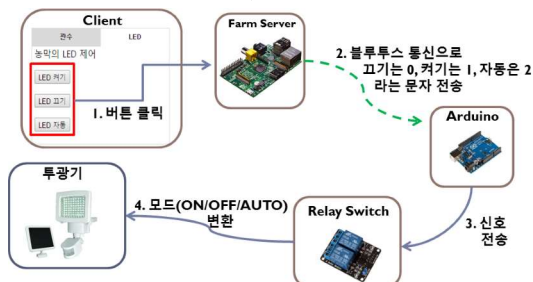 Client
관수
LED
농막의 LED 제어
LED 켜기
LED 끄기
LED 자동
1. 버튼 클릭
Farm Server
2. 블루투스 통신으로
끄기는 0, 켜기는 1, 자동은 2
라는 문자 전송
Arduino
3. 신호
전송
Relay Switch
4. 모드(ON/OFF/AUTO)
변환
투광기